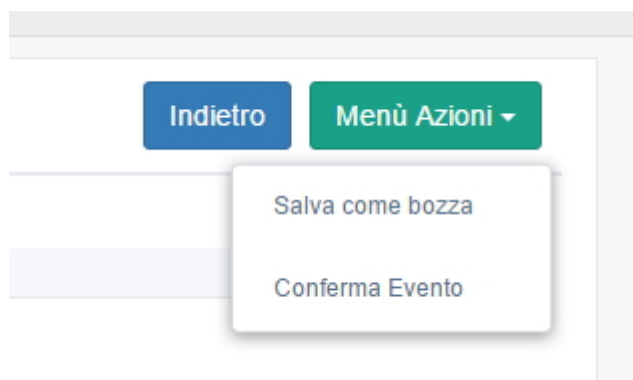 Indietro
Menù Azioni
Salva come bozza
Conferma Evento